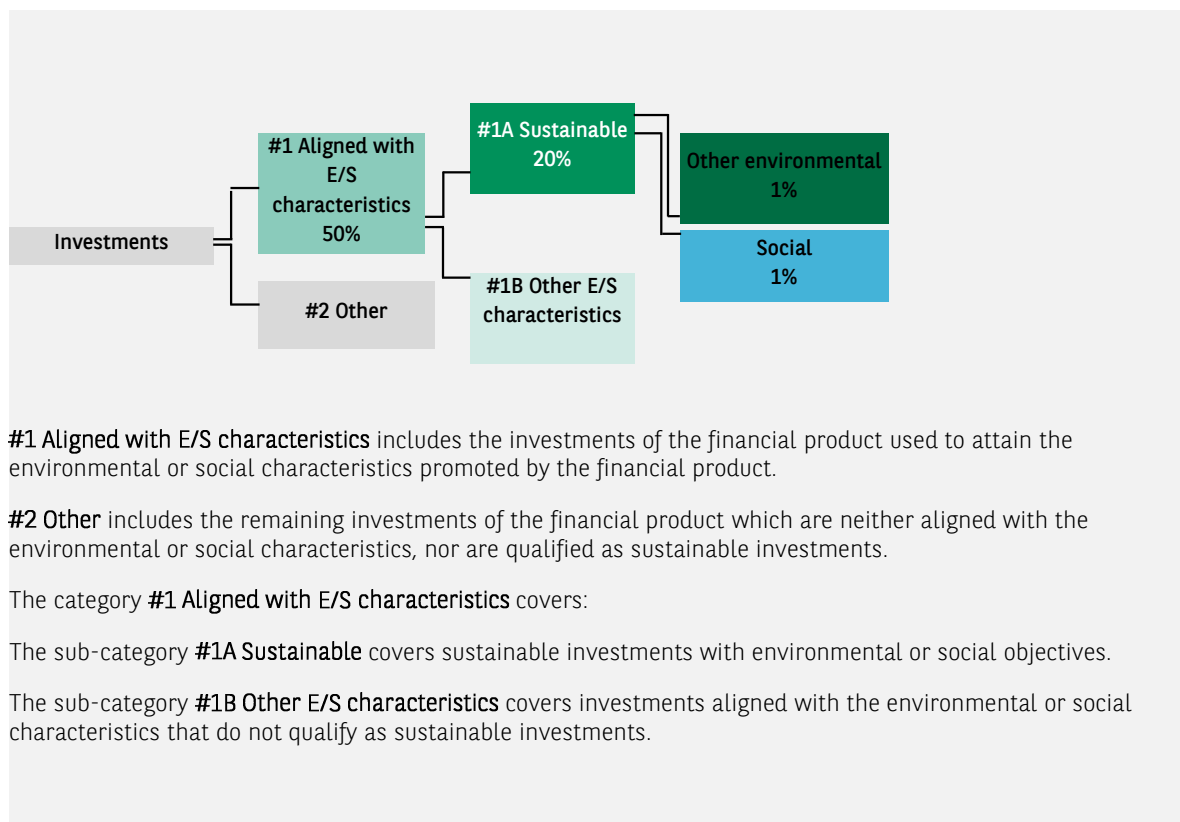 #1 Aligned with
E/S
characteristics
50%
#1A Sustainable
20%
Other environmental
1%
Investments
Social
1%
#2 Other
#1B Other E/S
characteristics
#1 Aligned with E/S characteristics includes the investments of the financial product used to attain the
environmental or social characteristics promoted by the financial product.
#2 Other includes the remaining investments of the financial product which are neither aligned with the
environmental or social characteristics, nor are qualified as sustainable investments.
The category #1 Aligned with E/S characteristics covers:
The sub-category #1A Sustainable covers sustainable investments with environmental or social objectives.
The sub-category #1B Other E/S characteristics covers investments aligned with the environmental or social
characteristics that do not qualify as sustainable investments.